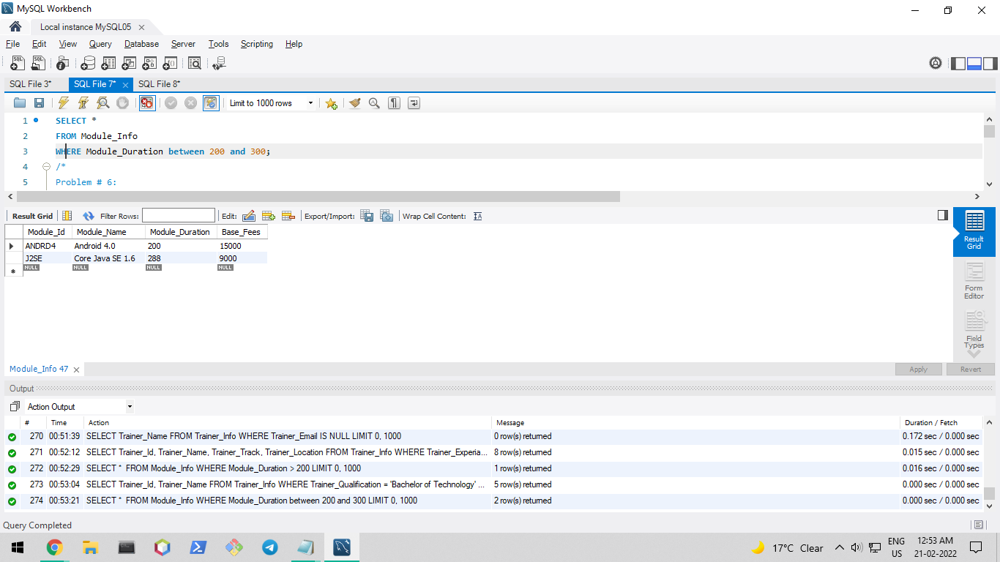 MySQL Workbench
Local instance MySQL05
File Edit View Query Database Server Tools Scripting Help
SQL File 3* SQL File 7* SQL File 8*
Limit to 1000 rows
1 SELECT *
2 FROM Module_Info
3 WHERE Module_Duration between 200 and 300;
4 /*
5 Problem # 6:
Result Grid Filter Rows: Edit: Export/Import: Wrap Cell Content:
Module_Id Module_Name Module_Duration Base_Fees
ANDRD4 Android 4.0 200 15000
J2SE Core Java SE 1.6 288 9000
NULL NULL NULL NULL
Result
Grid
Form
Editor
Field
Types
Module_Info 47 Apply Revert
Output
Action Output
# Time Action Message Duration / Fetch
270 00:51:39 SELECT Trainer_Name FROM Trainer_Info WHERE Trainer_Email IS NULL LIMIT 0, 1000 0 row(s) returned 0.172 sec / 0.000 sec
271 00:52:12 SELECT Trainer_Id, Trainer_Name, Trainer_Track, Trainer_Location FROM Trainer_Info WHERE Trainer_Experia... 8 row(s) returned 0.015 sec / 0.000 sec
272 00:52:29 SELECT * FROM Module_Info WHERE Module_Duration > 200 LIMIT 0, 1000 1 row(s) returned 0.016 sec / 0.000 sec
273 00:53:04 SELECT Trainer_Id, Trainer_Name FROM Trainer_Info WHERE Trainer_Qualification = 'Bachelor of Technology' ... 5 row(s) returned 0.000 sec / 0.000 sec
274 00:53:21 SELECT * FROM Module_Info WHERE Module_Duration between 200 and 300 LIMIT 0, 1000 2 row(s) returned 0.000 sec / 0.000 sec
Query Completed
17°C Clear
ENG
US
12:53 AM
21-02-2022